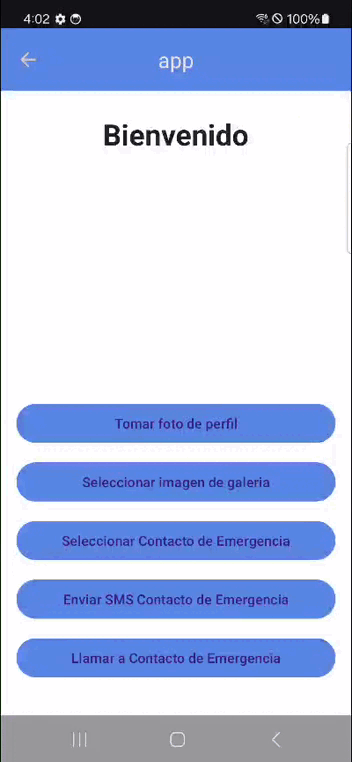 4:02 100%
app
Bienvenido
Tomar foto de perfil
Seleccionar imagen de galeria
Seleccionar Contacto de Emergencia
Enviar SMS Contacto de Emergencia
Llamar a Contacto de Emergencia